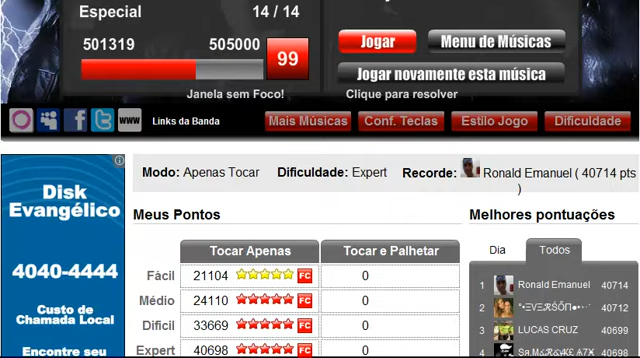 Especial 14 / 14
501319 505000
99
Jogar
Menu de Músicas
Jogar novamente esta música
Janela sem Foco! Clique para resolver
www
Links da Banda
Mais Músicas
Conf. Teclas
Estilo Jogo
Dificuldade
Disk
Evangélico
4040-4444
Custo de
Chamada Local
Encontre seu
Modo: Apenas Tocar Dificuldade: Expert Recorde: Ronald Emanuel ( 40714 pts
)
Meus Pontos
Tocar Apenas Tocar e Palhetar
Fácil 21104 FC 0
Médio 24110 FC 0
Dificil 33669 FC 0
Expert 40698 FC 0
Melhores pontuações
Dia Todos
1 Ronald Emanuel 40714
2 40706
3 LUCAS CRUZ 40699
4 40698